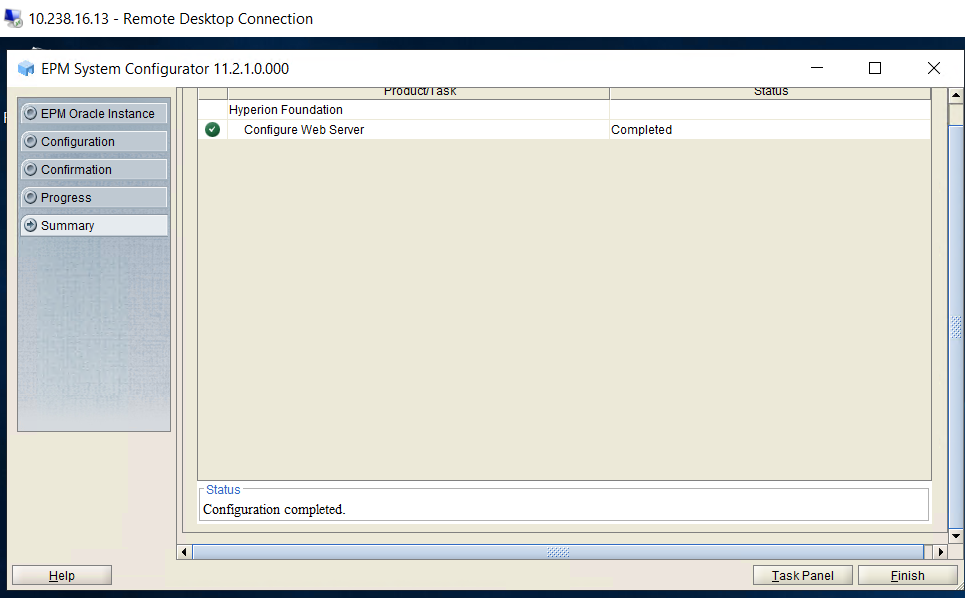 10.238.16.13 - Remote Desktop Connection
EPM System Configurator 11.2.1.0.000
EPM Oracle Instance
Configuration
Confirmation
Progress
Summary
Product/Task Status
Hyperion Foundation
Configure Web Server Completed
Status
Configuration completed.
Help Task Panel Finish